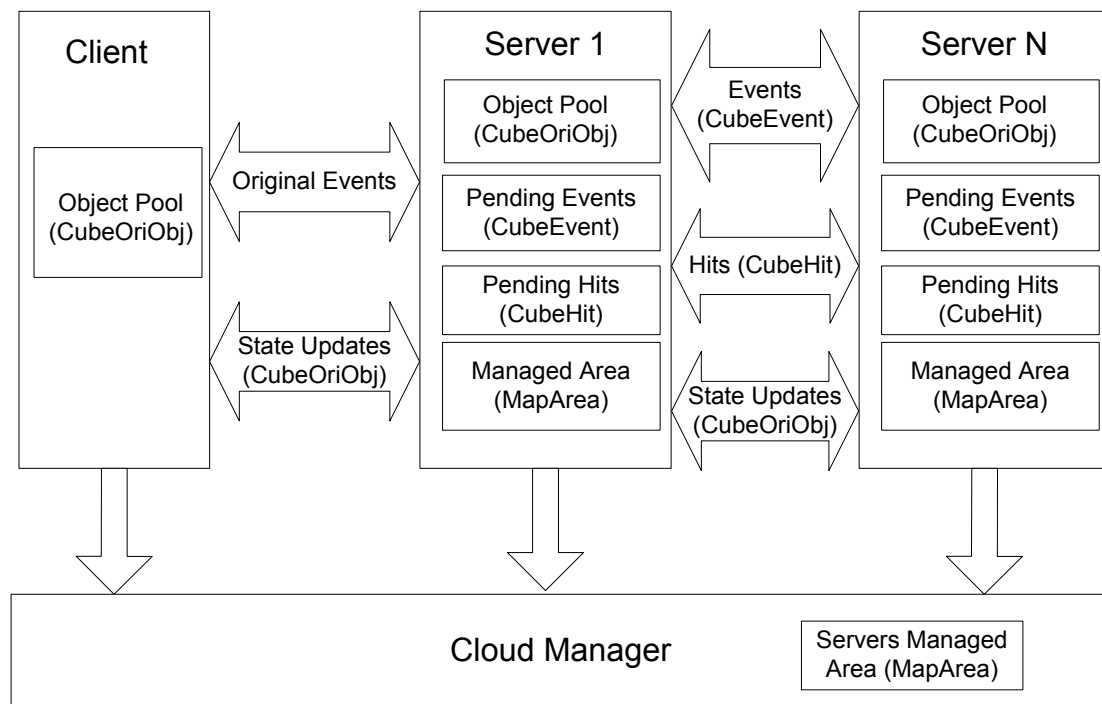 Client
Object Pool
(CubeOriObj)
Original Events
State Updates
(CubeOriObj)
Server 1
Object Pool
(CubeOriObj)
Pending Events
(CubeEvent)
Pending Hits
(CubeHit)
Managed Area
(MapArea)
Events
(CubeEvent)
Hits (CubeHit)
State Updates
(CubeOriObj)
Server N
Object Pool
(CubeOriObj)
Pending Events
(CubeEvent)
Pending Hits
(CubeHit)
Managed Area
(MapArea)
Cloud Manager
Servers Managed
Area (MapArea)